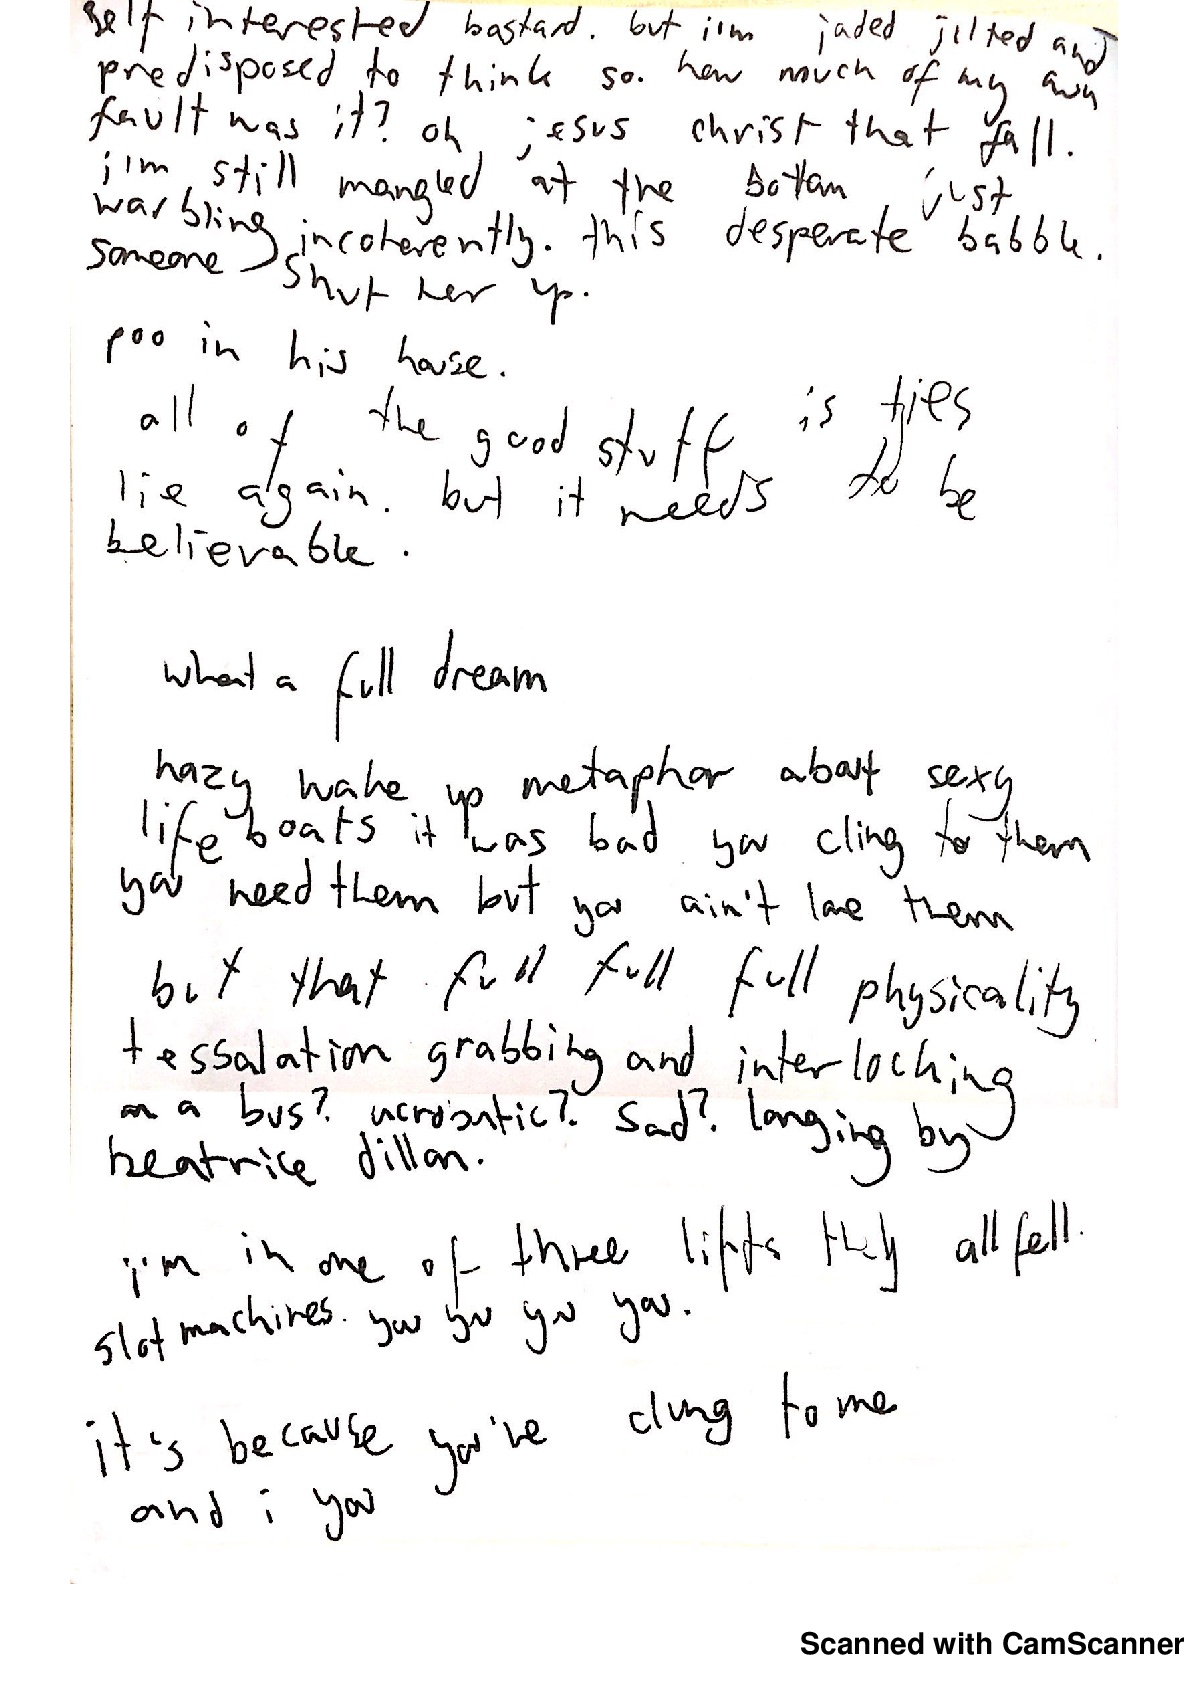 self interested bastard. but i'm jaded jilted and
predisposed to think so. how much of my own
fault was it? oh jesus christ that fall.
i'm still mangled at the bottom just
warbling incoherently. this desperate babble.
someone shut her up.
poo in his house.
all of the good stuff is
lie again. but it needs to be
believable.
what a full dream
hazy wake up metaphor about sexy
life boats it was bad you cling to them
you need them but you ain't love them
but that full full full physicality
tessalation grabbing and interlocking
on a bus? acrobatic? sad? longing by
beatrice dillon.
i'm in one of three lifts they all fell.
slot machines. you you you you.
it's because you've clung to me
and i you
Scanned with CamScanner